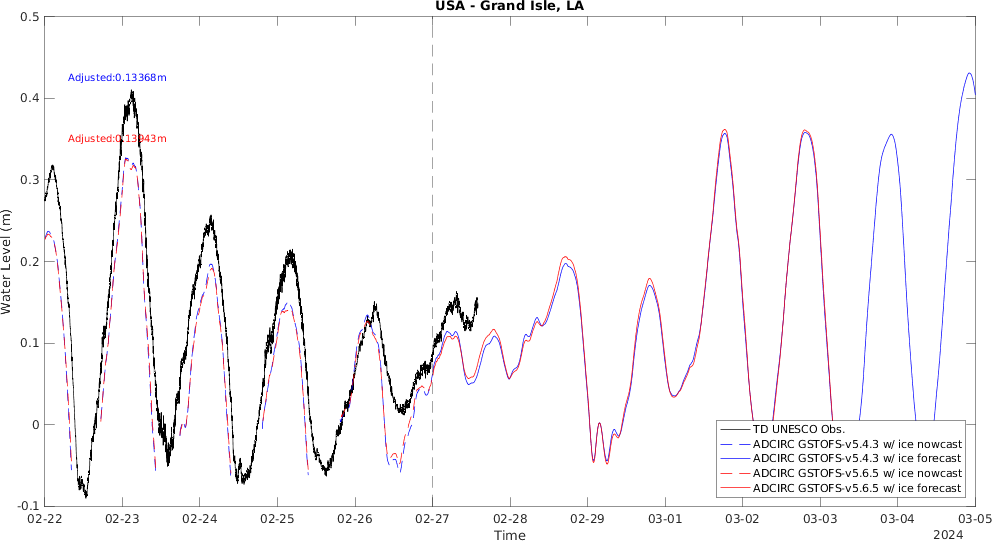 USA - Grand Isle, LA
0.5
0.4
0.3
0.2
0.1
0
-0.1
Water Level (m)
Adjusted:0.13368m
Adjusted:0.13943m
TD UNESCO Obs.
ADCIRC GSTOFS-v5.4.3 w/ ice nowcast
ADCIRC GSTOFS-v5.4.3 w/ ice forecast
ADCIRC GSTOFS-v5.6.5 w/ ice nowcast
ADCIRC GSTOFS-v5.6.5 w/ ice forecast
02-22 02-23 02-24 02-25 02-26 02-27 02-28 02-29 03-01 03-02 03-03 03-04 03-05
Time
2024